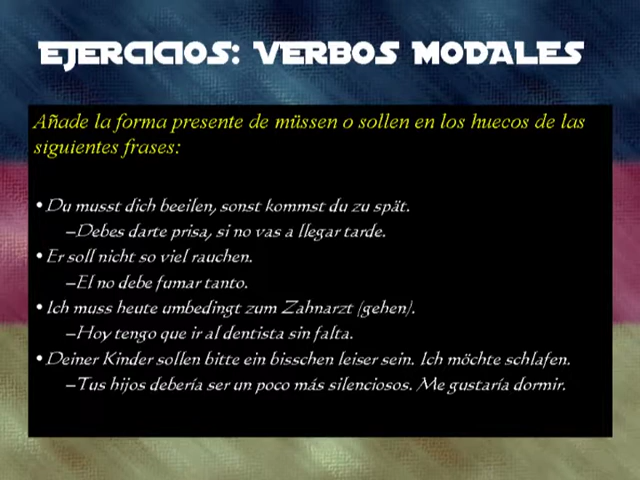 EJERCICIOS: VERBOS MODALES
Añade la forma presente de müssen o sollen en los huecos de las
siguientes frases:
• Du musst dich beeilen, sonst kommst du zu spät.
–Debes darte prisa, si no vas a llegar tarde.
• Er soll nicht so viel rauchen.
–El no debe fumar tanto.
• Ich muss heute umbedingt zum Zahnarzt (gehen).
–Hoy tengo que ir al dentista sin falta.
• Deiner Kinder sollen bitte ein bisschen leiser sein. Ich möchte schlafen.
–Tus hijos debería ser un poco más silenciosos. Me gustaría dormir.